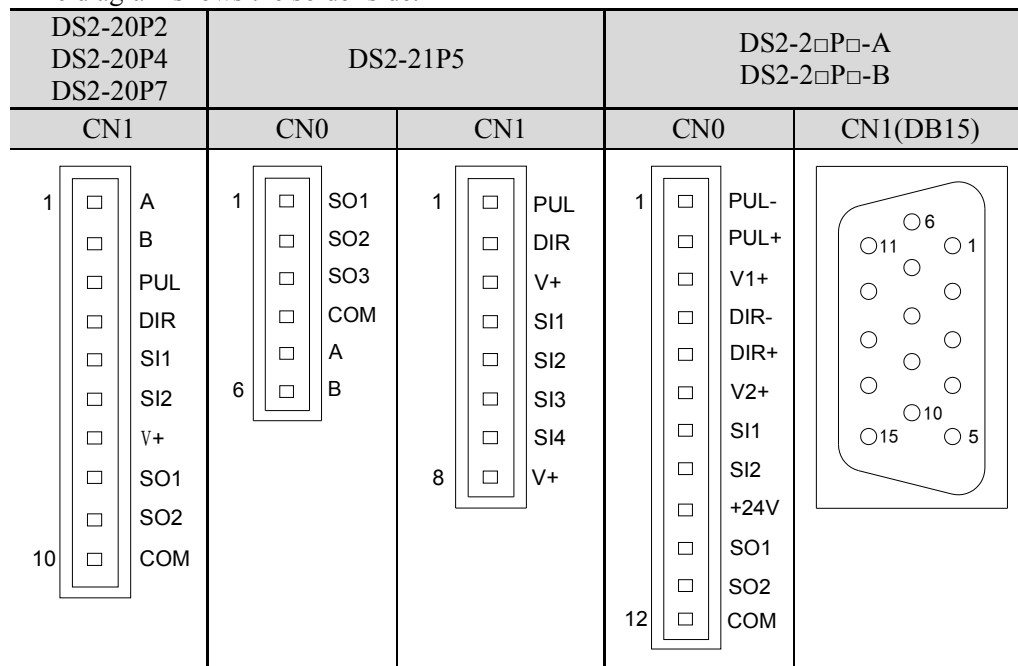 DS2-20P2
DS2-20P4
DS2-20P7
DS2-21P5
DS2-2□P□-A
DS2-2□P□-B
CN1
CN0
CN1
CN0
CN1(DB15)
1 A
B
PUL
DIR
SI1
SI2
V+
SO1
SO2
10 COM
1 SO1
SO2
SO3
COM
A
6 B
1 PUL
DIR
V+
SI1
SI2
SI3
SI4
8 V+
1 PUL-
PUL+
V1+
DIR-
DIR+
V2+
SI1
SI2
+24V
SO1
SO2
12 COM
6
11 1
10
15 5